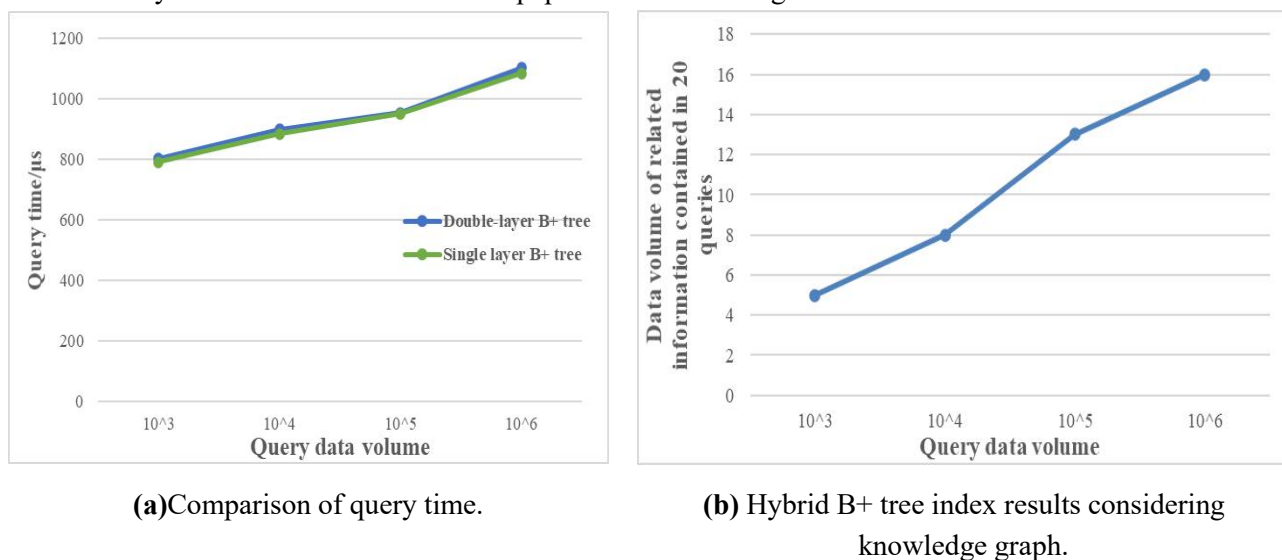 1200
1000
800
600
400
200
0
Query time/μs
Double-layer B+ tree
Single layer B+ tree
10^3 10^4 10^5 10^6
Query data volume
(a)Comparison of query time.
18
16
14
12
10
8
6
4
2
0
Data volume of related
information contained in 20
queries
10^3 10^4 10^5 10^6
Query data volume
(b) Hybrid B+ tree index results considering
knowledge graph.